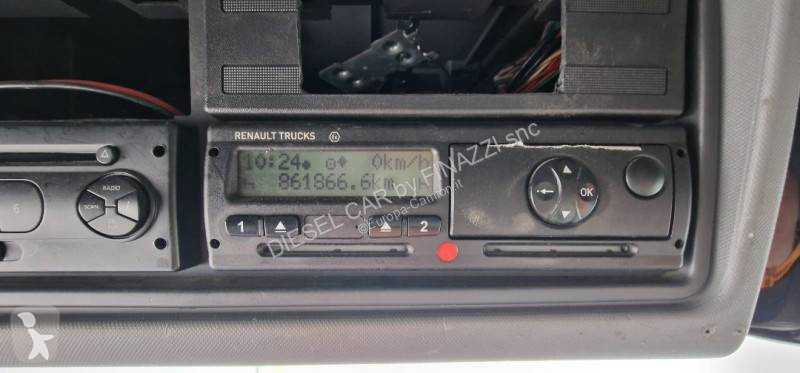 RENAULT TRUCKS
10:24 0km/h
861866.6km
RADIO
SCAN
6
1 2
OK
DIESEL CAR by FINAZZI snc
©Europa-Camion.it